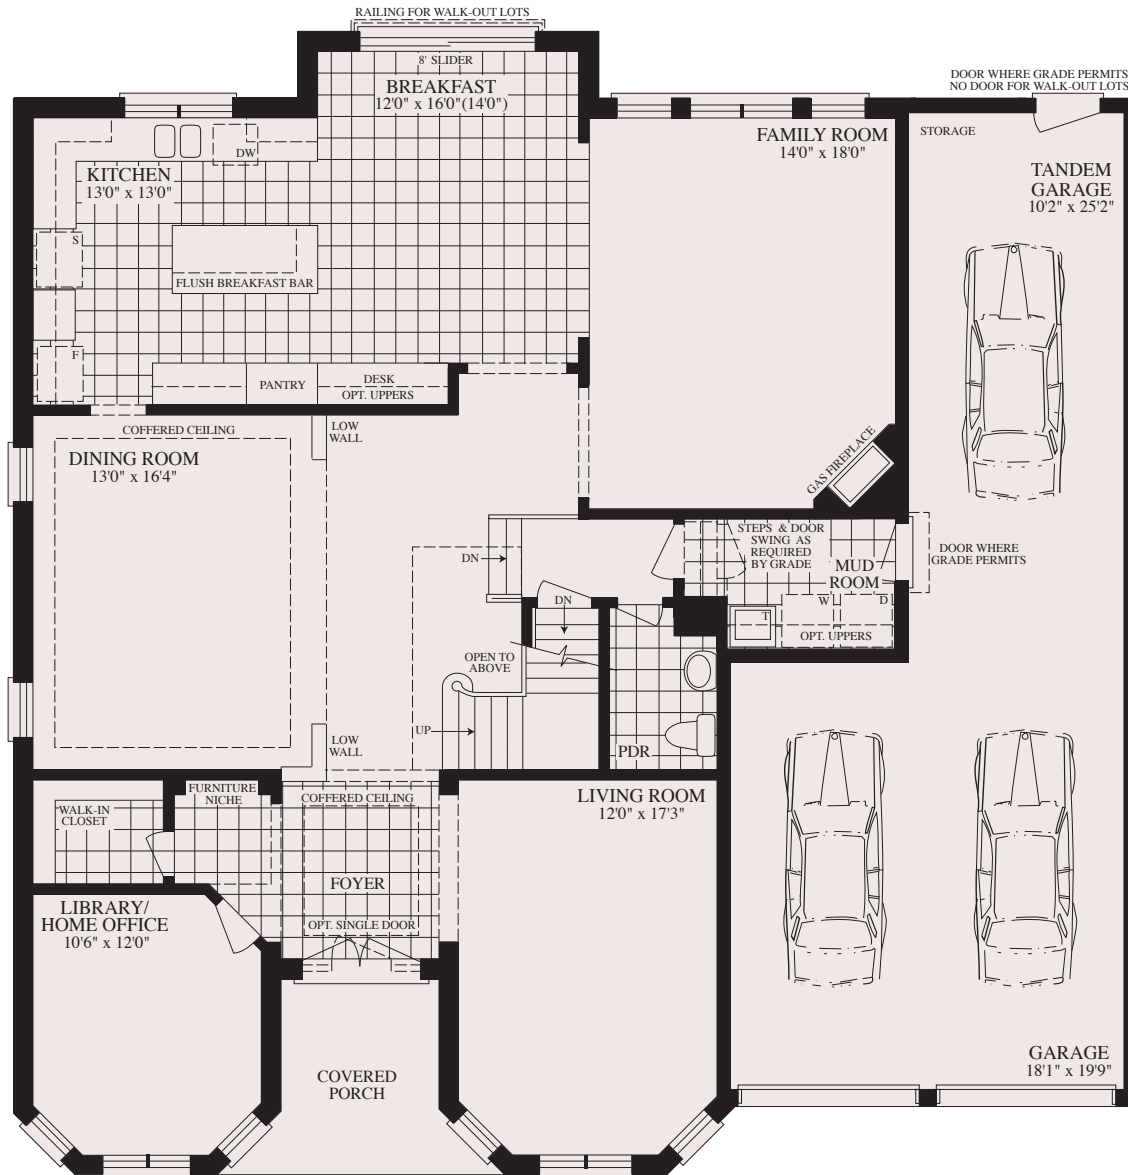 RAILING FOR WALK-OUT LOTS
8' SLIDER
BREAKFAST
12'0" x 16'0"(14'0")
DOOR WHERE GRADE PERMITS
NO DOOR FOR WALK-OUT LOTS
STORAGE
FAMILY ROOM
14'0" x 18'0"
TANDEM
GARAGE
10'2" x 25'2"
DW
KITCHEN
13'0" x 13'0"
S
FLUSH BREAKFAST BAR
F
PANTRY
DESK
OPT. UPPERS
COFFERED CEILING
LOW
WALL
DINING ROOM
13'0" x 16'4"
GAS FIREPLACE
STEPS & DOOR
SWING AS
REQUIRED
BY GRADE
MUD
ROOM
DOOR WHERE
GRADE PERMITS
DN
DN
W
D
T
OPT. UPPERS
OPEN TO
ABOVE
UP
LOW
WALL
PDR
FURNITURE
NICHE
COFFERED CEILING
WALK-IN
CLOSET
LIVING ROOM
12'0" x 17'3"
FOYER
OPT. SINGLE DOOR
LIBRARY/
HOME OFFICE
10'6" x 12'0"
COVERED
PORCH
GARAGE
18'1" x 19'9"